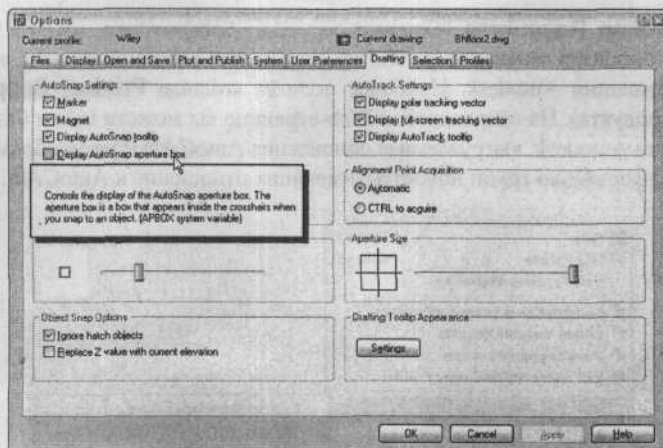 Options
Current profile: Wiley Current drawing: 8hfloor2.dwg
Files Display Open and Save Plot and Publish System User Preferences Drafting Selection Profiles
AutoSnap Settings
Marker
Magnet
Display AutoSnap tooltip
Display AutoSnap aperture box
Controls the display of the AutoSnap aperture box. The
aperture box is a box that appears inside the crosshairs when
you snap to an object. (APBOX system variable)
AutoTrack Settings
Display polar tracking vector
Display full-screen tracking vector
Display AutoTrack tooltip
Alignment Point Acquisition
Automatic
CTRL to acquire
Aperture Size
Object Snap Options
Ignore hatch objects
Replace Z value with current elevation
Drafting Tooltip Appearance
Settings
OK Cancel Apply Help